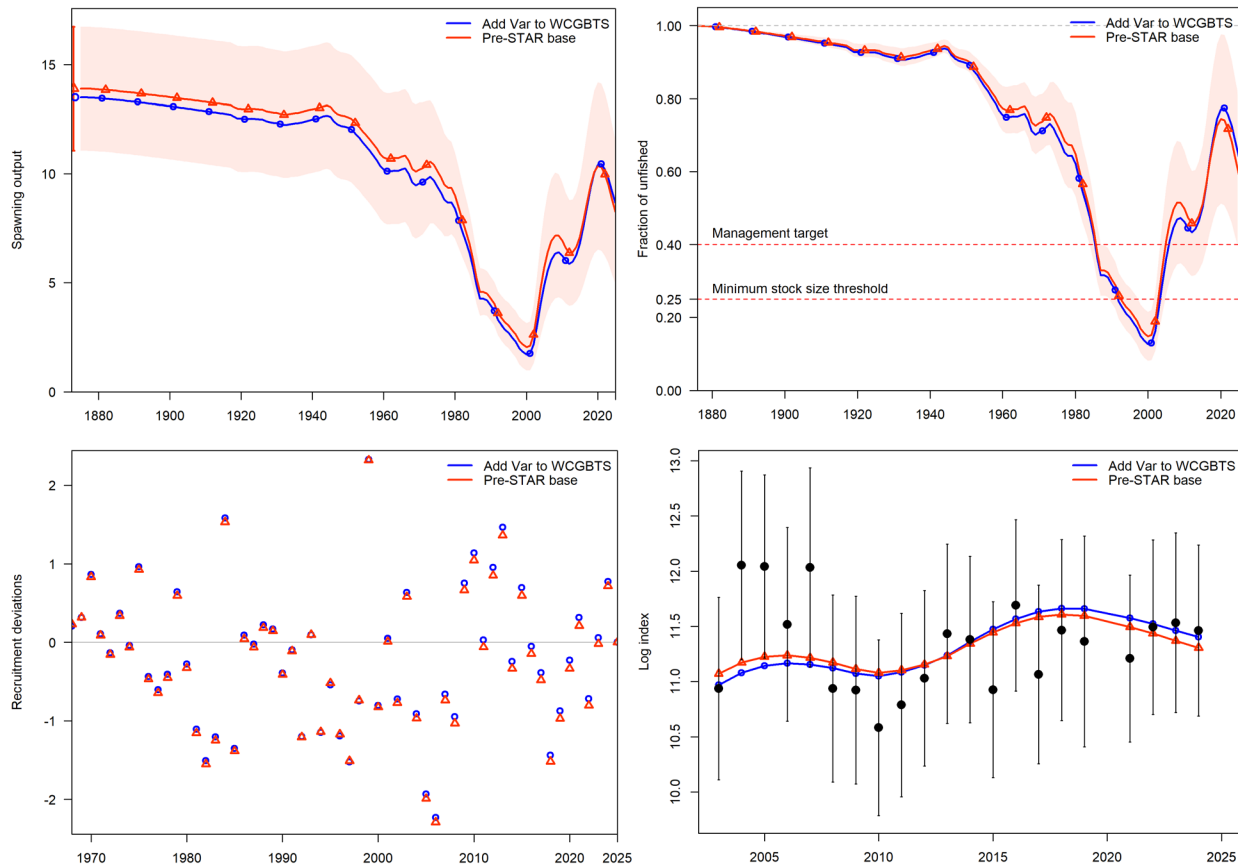 Add Var to WCGBTS
Pre-STAR base
Spawning output
15
10
5
0
1880 1900 1920 1940 1960 1980 2000 2020
Add Var to WCGBTS
Pre-STAR base
Fraction of unfished
1.00
0.80
0.60
0.40
0.25
0.20
0.00
Management target
Minimum stock size threshold
1880 1900 1920 1940 1960 1980 2000 2020
Add Var to WCGBTS
Pre-STAR base
Recruitment deviations
2
1
0
-1
-2
1970 1980 1990 2000 2010 2020 2025
Add Var to WCGBTS
Pre-STAR base
Log index
13.0
12.5
12.0
11.5
11.0
10.5
10.0
2005 2010 2015 2020 2025